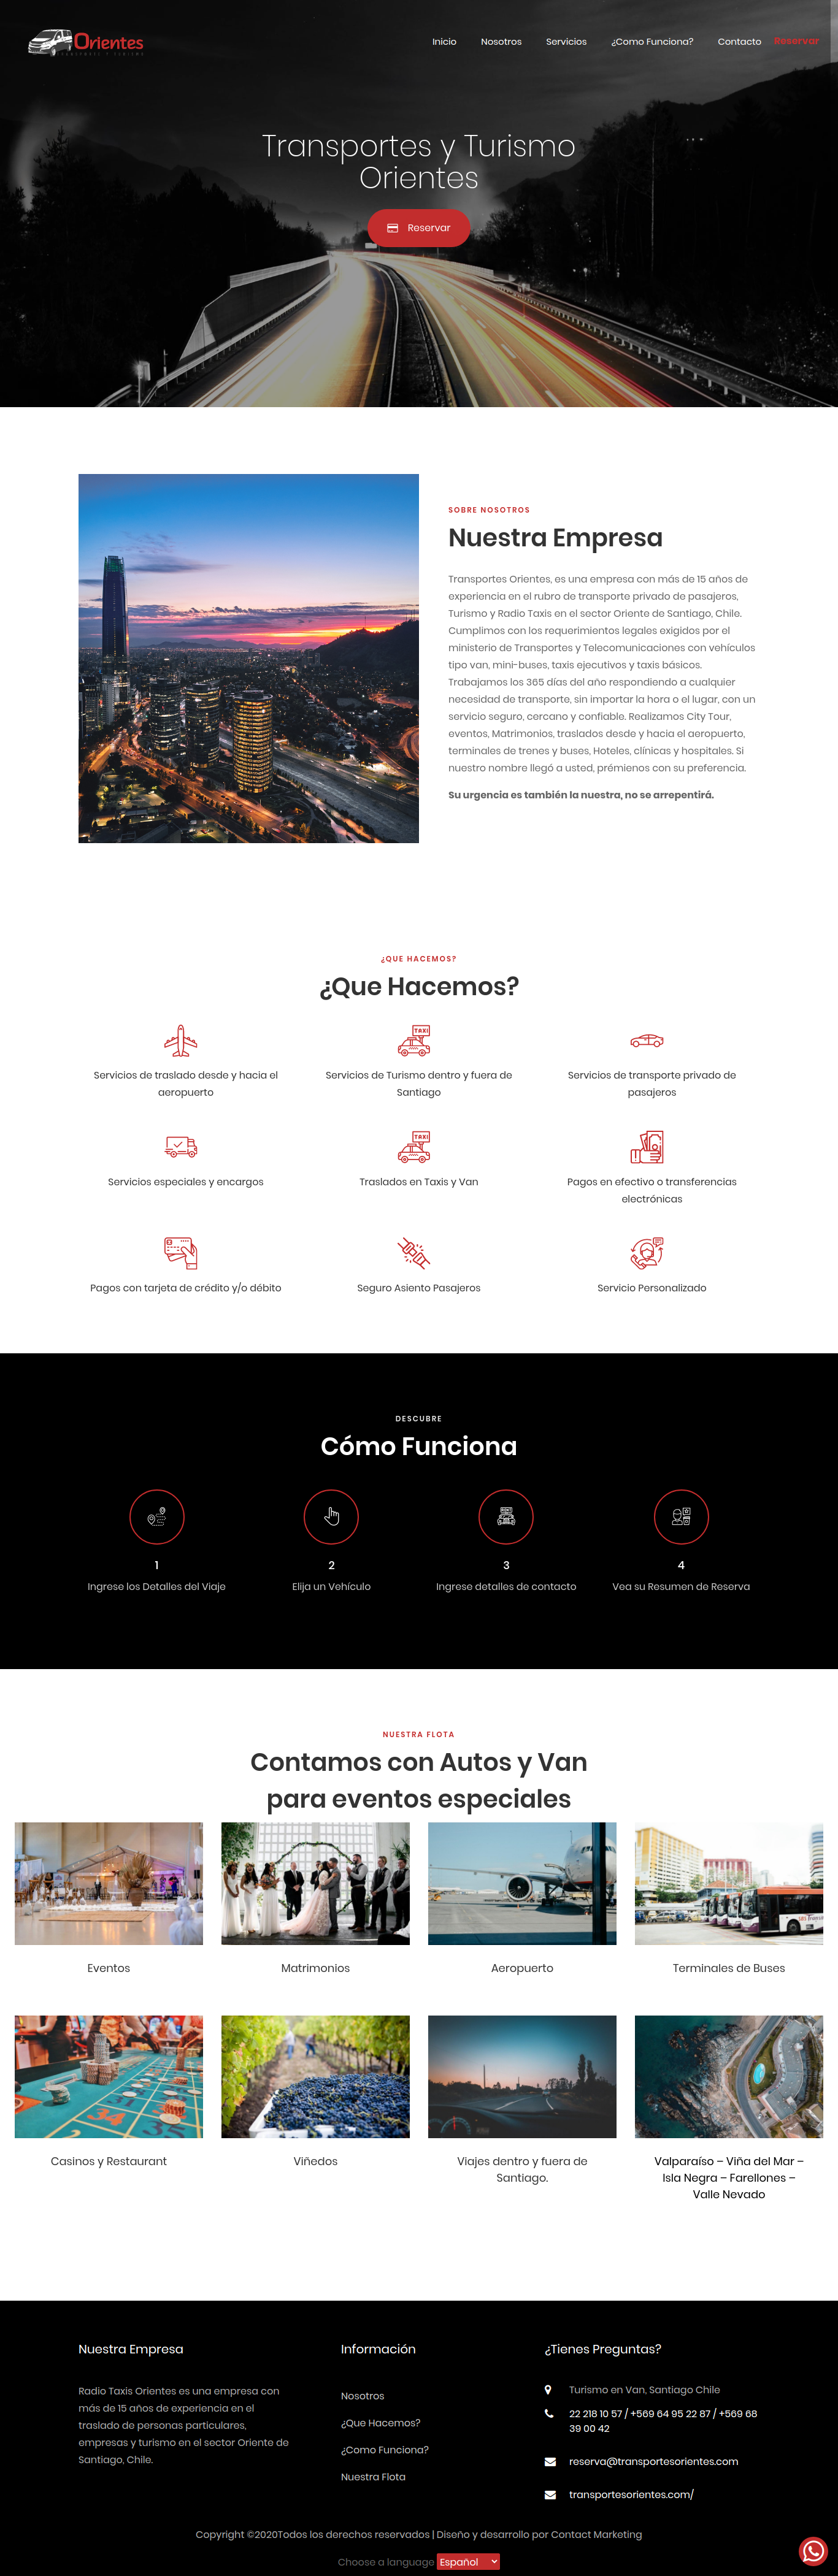 Orientes
TRANSPORTES Y TURISMO
Inicio
Nosotros
Servicios
¿Como Funciona?
Contacto
Reservar
Transportes y Turismo
Orientes
Reservar
SOBRE NOSOTROS
Nuestra Empresa
Transportes Orientes, es una empresa con más de 15 años de
experiencia en el rubro de transporte privado de pasajeros,
Turismo y Radio Taxis en el sector Oriente de Santiago, Chile.
Cumplimos con los requerimientos legales exigidos por el
ministerio de Transportes y Telecomunicaciones con vehículos
tipo van, mini-buses, taxis ejecutivos y taxis básicos.
Trabajamos los 365 días del año respondiendo a cualquier
necesidad de transporte, sin importar la hora o el lugar, con un
servicio seguro, cercano y confiable. Realizamos City Tour,
eventos, Matrimonios, traslados desde y hacia el aeropuerto,
terminales de trenes y buses, Hoteles, clínicas y hospitales. Si
nuestro nombre llegó a usted, prémienos con su preferencia.
Su urgencia es también la nuestra, no se arrepentirá.
¿QUE HACEMOS?
¿Que Hacemos?
TAXI
Servicios de traslado desde y hacia el
aeropuerto
Servicios de Turismo dentro y fuera de
Santiago
Servicios de transporte privado de
pasajeros
TAXI
Servicios especiales y encargos
Traslados en Taxis y Van
Pagos en efectivo o transferencias
electrónicas
Pagos con tarjeta de crédito y/o débito
Seguro Asiento Pasajeros
Servicio Personalizado
DESCUBRE
Cómo Funciona
1
Ingrese los Detalles del Viaje
2
Elija un Vehículo
3
Ingrese detalles de contacto
4
Vea su Resumen de Reserva
NUESTRA FLOTA
Contamos con Autos y Van
para eventos especiales
Eventos
Matrimonios
Aeropuerto
Terminales de Buses
Casinos y Restaurant
Viñedos
Viajes dentro y fuera de
Santiago.
Valparaíso – Viña del Mar –
Isla Negra – Farellones –
Valle Nevado
Nuestra Empresa
Radio Taxis Orientes es una empresa con
más de 15 años de experiencia en el
traslado de personas particulares,
empresas y turismo en el sector Oriente de
Santiago, Chile.
Información
Nosotros
¿Que Hacemos?
¿Como Funciona?
Nuestra Flota
¿Tienes Preguntas?
Turismo en Van, Santiago Chile
22 218 10 57 / +569 64 95 22 87 / +569 68
39 00 42
reserva@transportesorientes.com
transportesorientes.com/
Copyright ©2020Todos los derechos reservados | Diseño y desarrollo por Contact Marketing
Choose a language Español